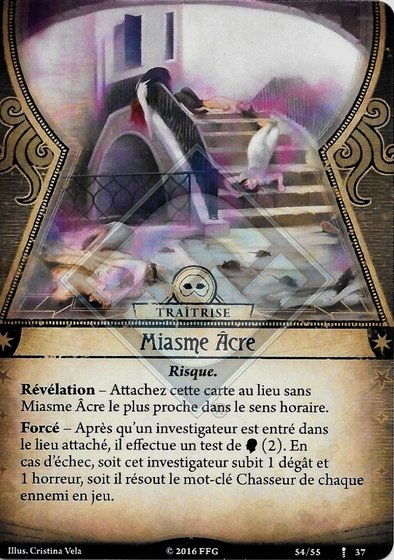 TRAÎTRISE
Miasme Âcre
Risque.
Révélation – Attachez cette carte au lieu sans
Miasme Âcre le plus proche dans le sens horaire.
Forcé – Après qu'un investigateur est entré dans
le lieu attaché, il effectue un test de (2). En
cas d'échec, soit cet investigateur subit 1 dégât et
1 horreur, soit il résout le mot-clé Chasseur de chaque
ennemi en jeu.
Illus. Cristina Vela © 2016 FFG 54/55 37